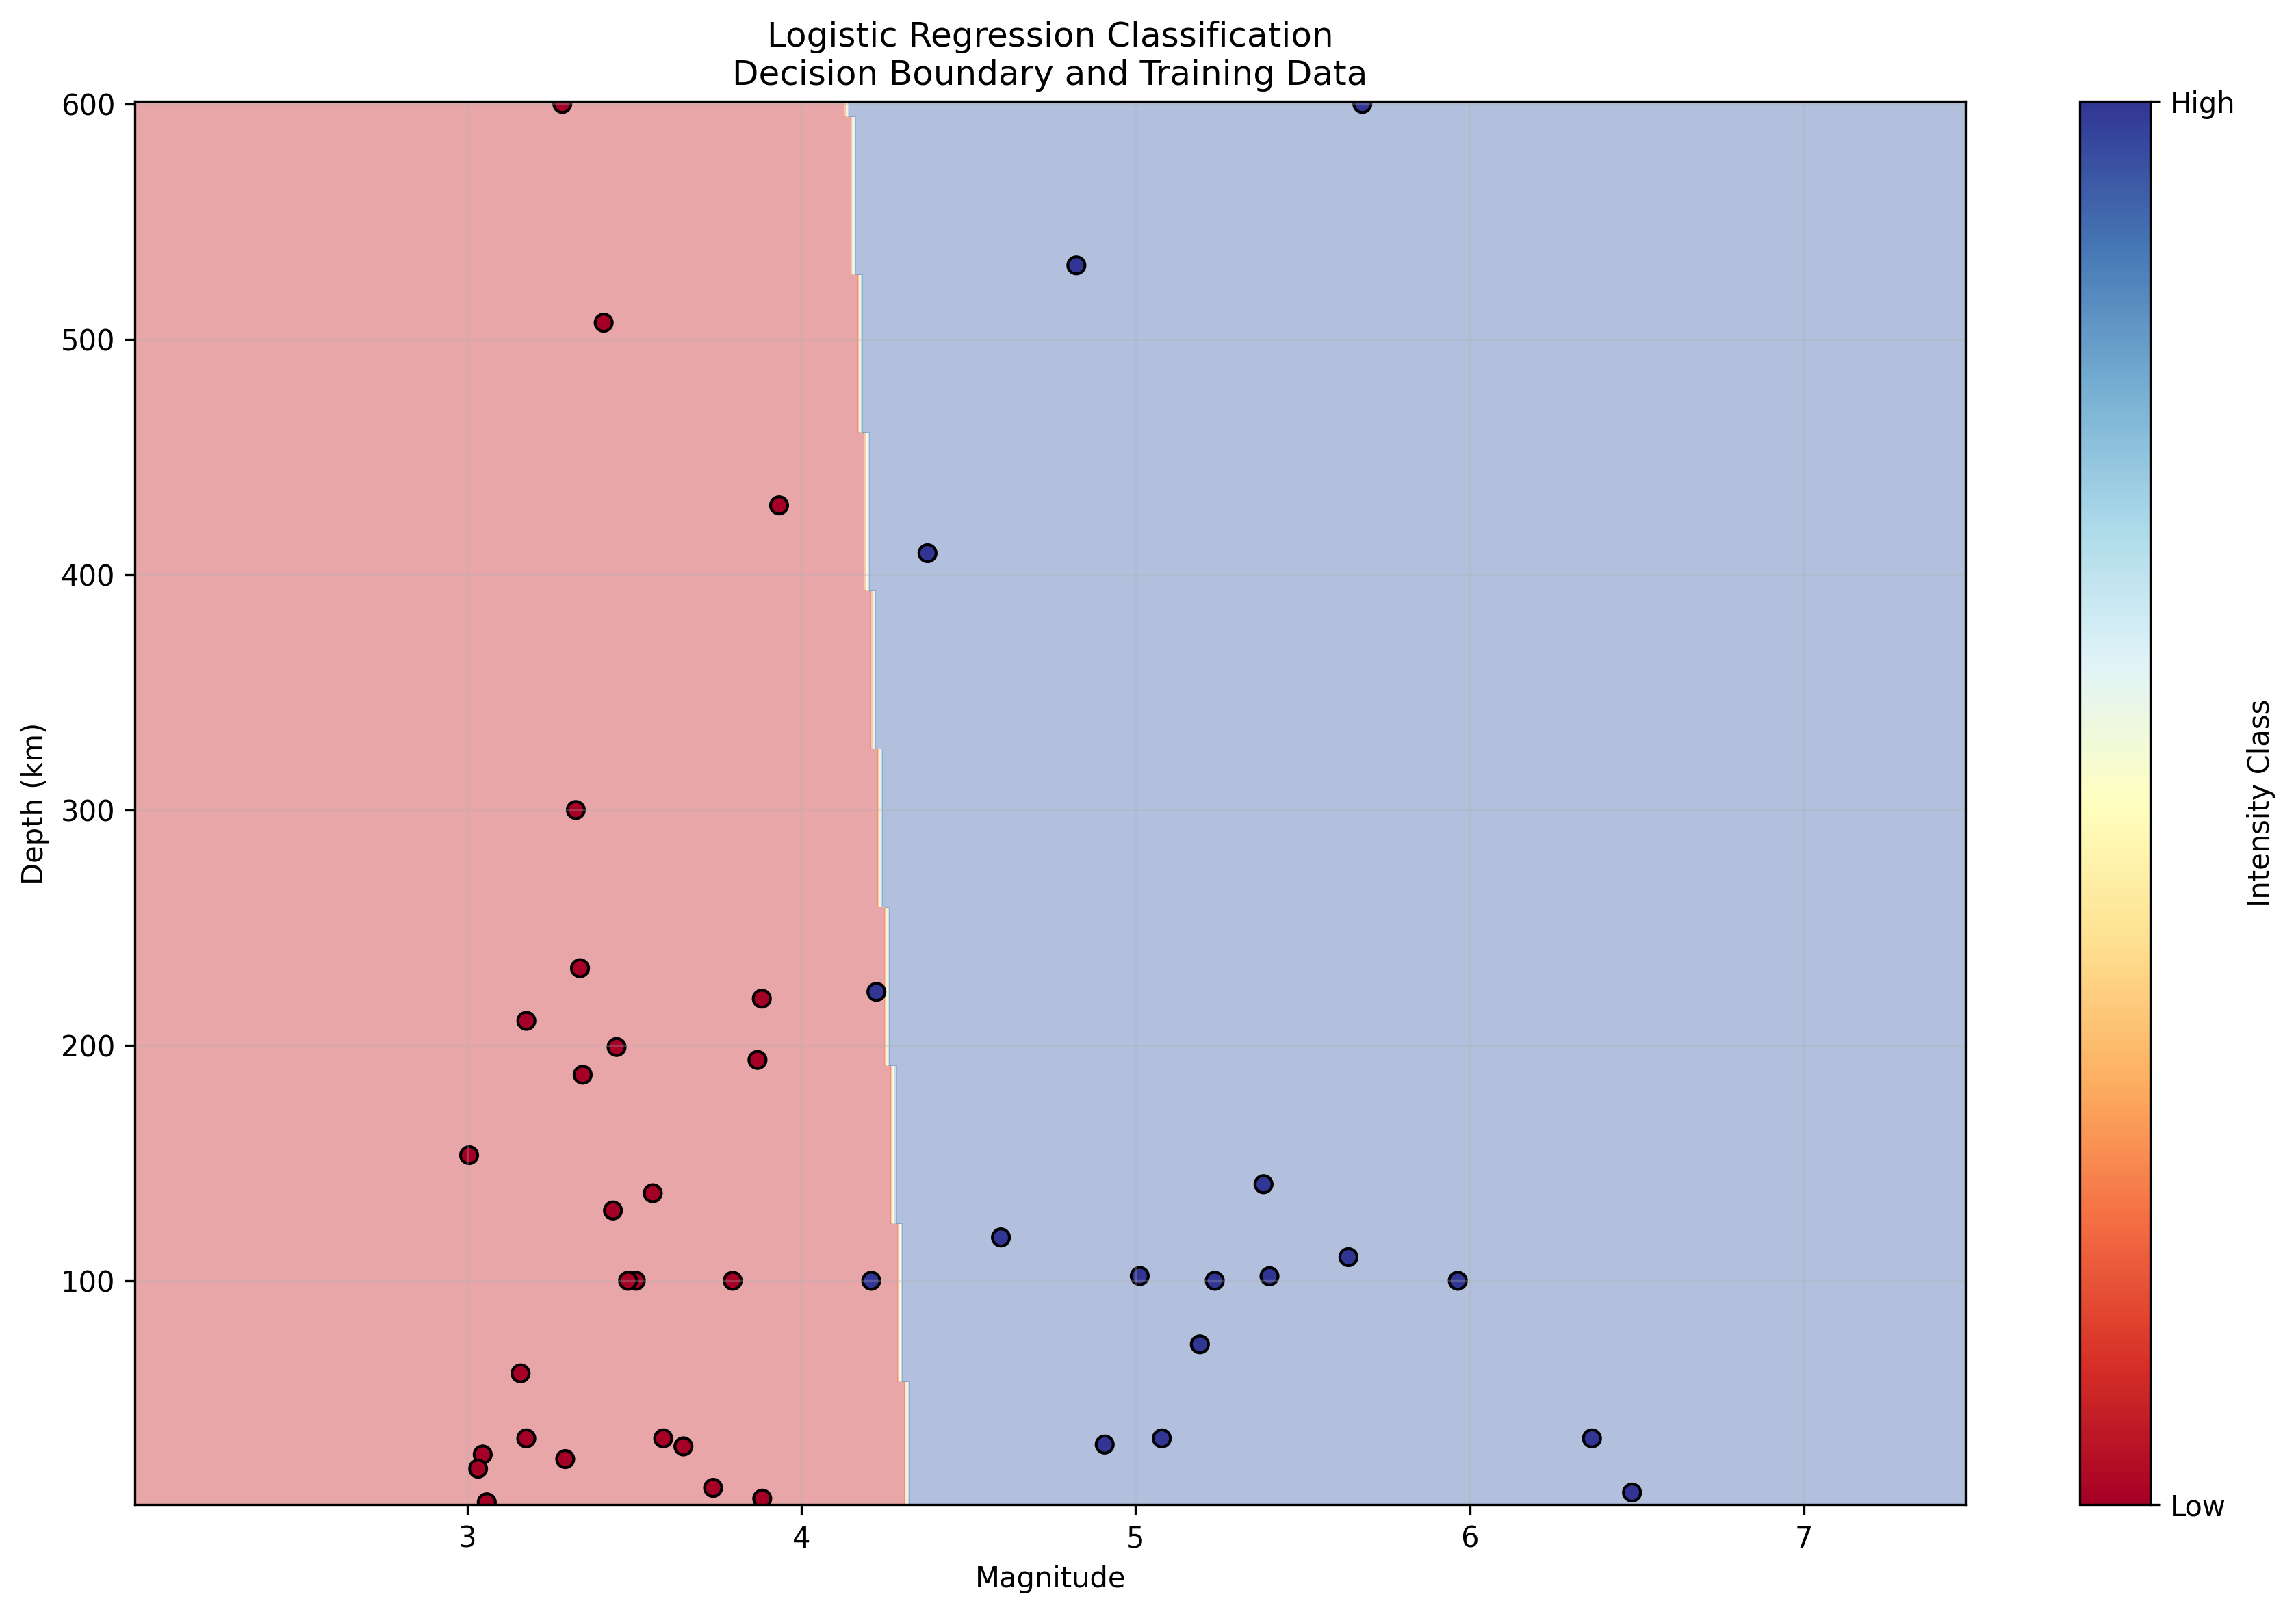 Logistic Regression Classification
Decision Boundary and Training Data
600
500
400
300
200
100
Depth (km)
3 4 5 6 7
Magnitude
High
Low
Intensity Class